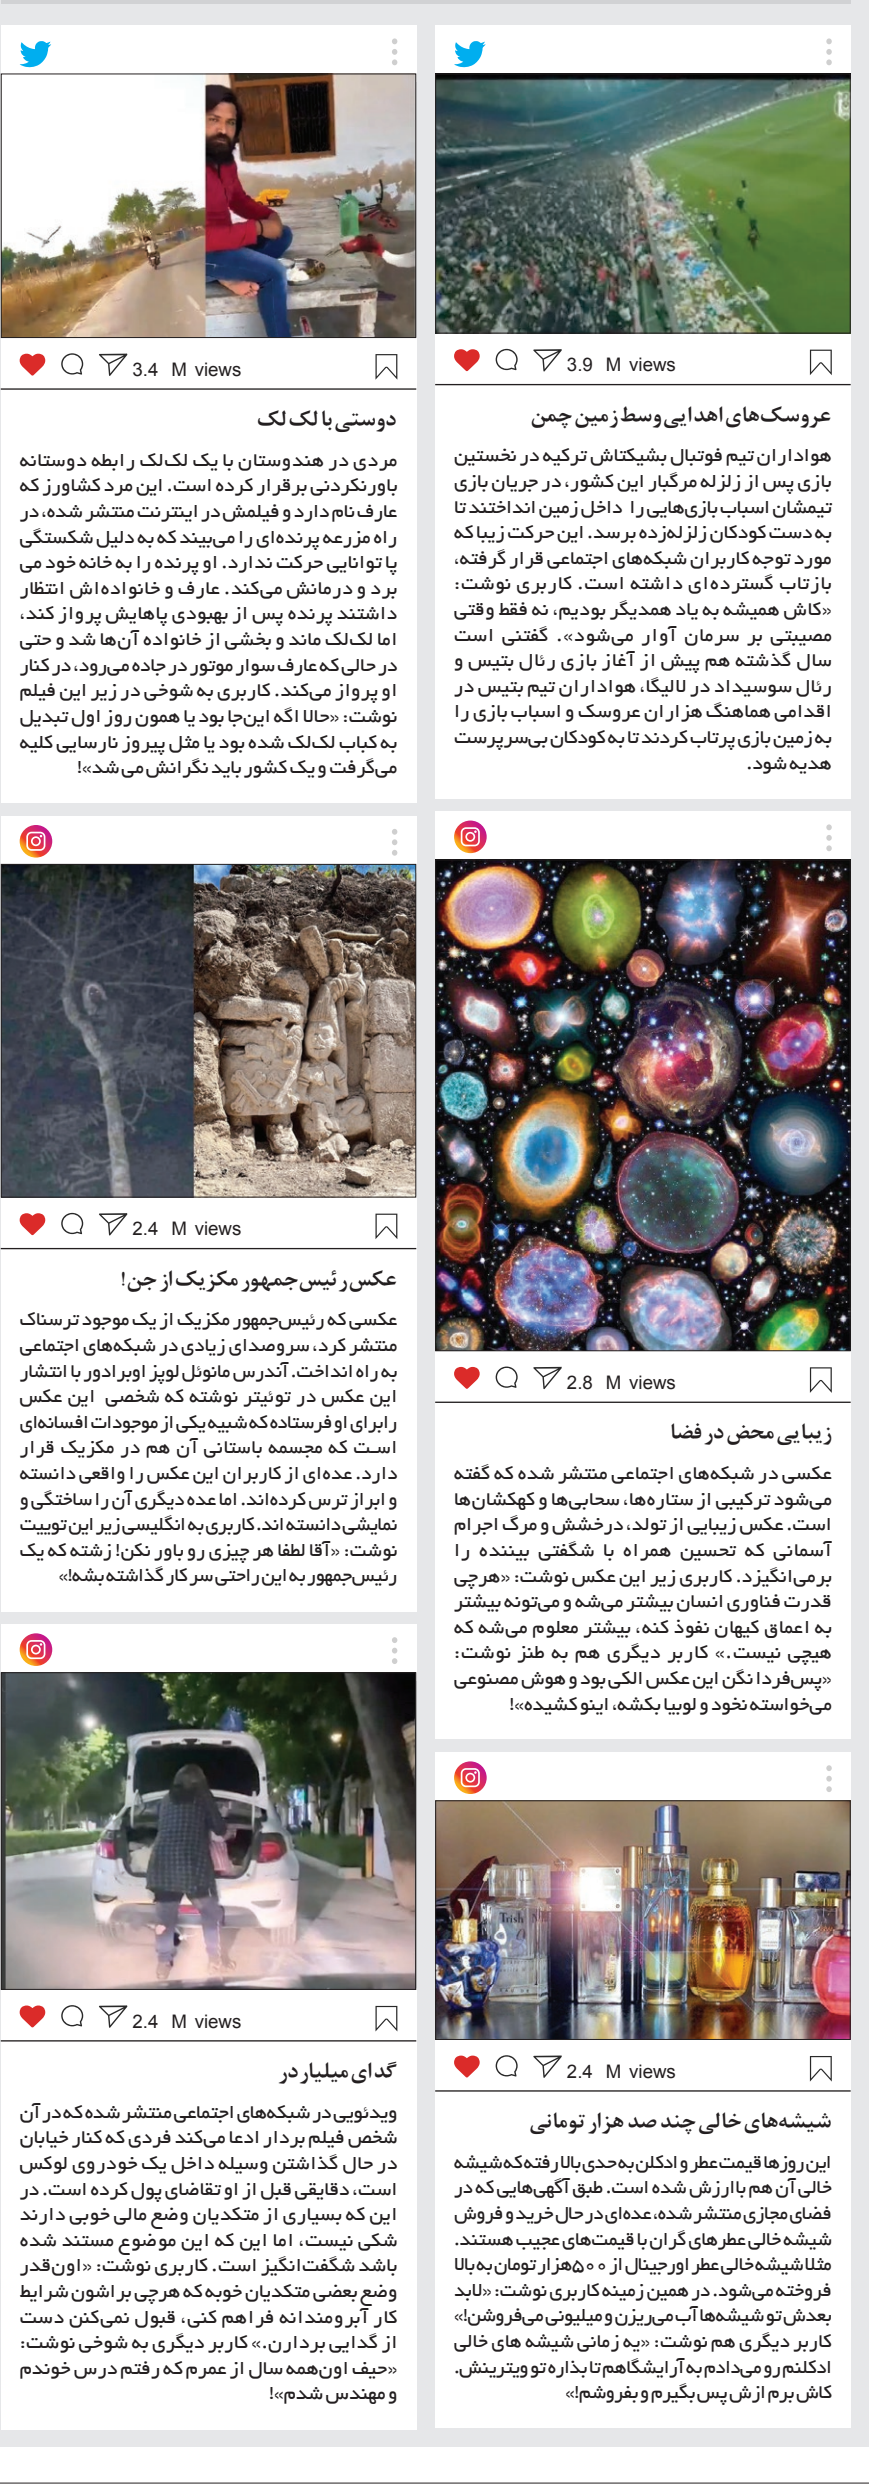 3.9 M views
عروسک‌های اهدایی وسط زمین چمن
هواداران تیم فوتبال بشیکتاش ترکیه در نخستین
بازی پس از زلزله مرگبار این کشور، در جریان بازی
تیمشان اسباب بازی‌هایی را داخل زمین انداختند تا
به دست کودکان زلزله‌زده برسد. این حرکت زیبا که
مورد توجه کاربران شبکه‌های اجتماعی قرار گرفته،
بازتاب گسترده‌ای داشته است. کاربری نوشت:
«کاش همیشه به یاد همدیگر بودیم، نه فقط وقتی
مصیبتی بر سرمان آوار می‌شود». گفتنی است
سال گذشته هم پیش از آغاز بازی رئال بتیس و
رئال سوسیداد در لالیگا، هواداران تیم بتیس در
اقدامی هماهنگ هزاران عروسک و اسباب بازی را
به زمین بازی پرتاب کردند تا به کودکان بی‌سرپرست
هدیه شود.
2.8 M views
زیبایی محض در فضا
عکسی در شبکه‌های اجتماعی منتشر شده که گفته
می‌شود ترکیبی از ستاره‌ها، سحابی‌ها و کهکشان‌ها
است. عکس زیبایی از تولد، درخشش و مرگ اجرام
آسمانی که تحسین همراه با شگفتی بیننده را
برمی‌انگیزد. کاربری زیر این عکس نوشت: «هرچی
قدرت فناوری انسان بیشتر می‌شه و می‌تونه بیشتر
به اعماق کیهان نفوذ کنه، بیشتر معلوم می‌شه که
هیچی نیست.» کاربر دیگری هم به طنز نوشت:
«پس‌فردا نگن این عکس الکی بود و هوش مصنوعی
می‌خواسته نخود و لوبیا بکشه، اینو کشیده»!
Trish
2.4 M views
شیشه‌های خالی چند صد هزار تومانی
این روزها قیمت عطر و ادکلن به حدی بالا رفته که شیشه
خالی آن هم باارزش شده است. طبق آگهی‌هایی که در
فضای مجازی منتشر شده، عده‌ای در حال خرید و فروش
شیشه خالی عطرهای گران با قیمت‌های عجیب هستند.
مثلا شیشه خالی عطر اورجینال از ۵۰۰هزار تومان به بالا
فروخته می‌شود. در همین زمینه کاربری نوشت: «لابد
بعدش تو شیشه‌ها آب می‌ریزن و میلیونی می‌فروشن!»
کاربر دیگری هم نوشت: «یه زمانی شیشه های خالی
ادکلنم رو می‌دادم به آرایشگاهم تا بذاره تو ویترینش.
کاش برم ازش پس بگیرم و بفروشم!»
3.4 M views
دوستی با لک لک
مردی در هندوستان با یک لک‌لک رابطه دوستانه
باورنکردنی برقرار کرده است. این مرد کشاورز که
عارف نام دارد و فیلمش در اینترنت منتشر شده، در
راه مزرعه پرنده‌ای را می‌بیند که به دلیل شکستگی
پا توانایی حرکت ندارد. او پرنده را به خانه خود می
برد و درمانش می‌کند. عارف و خانواده‌اش انتظار
داشتند پرنده پس از بهبودی پاهایش پرواز کند،
اما لک‌لک ماند و بخشی از خانواده آن‌ها شد و حتی
در حالی که عارف سوار موتور در جاده می‌رود، در کنار
او پرواز می‌کند. کاربری به شوخی در زیر این فیلم
نوشت: «حالا اگه این‌جا بود یا همون روز اول تبدیل
به کباب لک‌لک شده بود یا مثل پیروز نارسایی کلیه
می‌گرفت و یک کشور باید نگرانش می شد»!
2.4 M views
عکس رئیس‌جمهور مکزیک از جن!
عکسی که رئیس‌جمهور مکزیک از یک موجود ترسناک
منتشر کرد، سروصدای زیادی در شبکه‌های اجتماعی
به راه انداخت. آندرس مانوئل لوپز اوبرادور با انتشار
این عکس در توئیتر نوشته که شخصی این عکس
را برای او فرستاده که شبیه یکی از موجودات افسانه‌ای
است که مجسمه باستانی آن هم در مکزیک قرار
دارد. عده‌ای از کاربران این عکس را واقعی دانسته
و ابراز ترس کرده‌اند. اما عده دیگری آن را ساختگی و
نمایشی دانسته اند. کاربری به انگلیسی زیر این توییت
نوشت: «آقا لطفا هر چیزی رو باور نکن! زشته که یک
رئیس‌جمهور به این راحتی سر کار گذاشته بشه!»
2.4 M views
گدای میلیاردر
ویدئویی در شبکه‌های اجتماعی منتشر شده که در آن
شخص فیلم بردار ادعا می‌کند فردی که کنار خیابان
در حال گذاشتن وسیله داخل یک خودروی لوکس
است، دقایقی قبل از او تقاضای پول کرده است. در
این که بسیاری از متکدیان وضع مالی خوبی دارند
شکی نیست، اما این که این موضوع مستند شده
باشد شگفت‌انگیز است. کاربری نوشت: «اون‌قدر
وضع بعضی متکدیان خوبه که هرچی براشون شرایط
کار آبرومندانه فراهم کنی، قبول نمی‌کنن دست
از گدایی بردارن.» کاربر دیگری به شوخی نوشت:
«حیف اون‌همه سال از عمرم که رفتم درس خوندم
و مهندس شدم»!